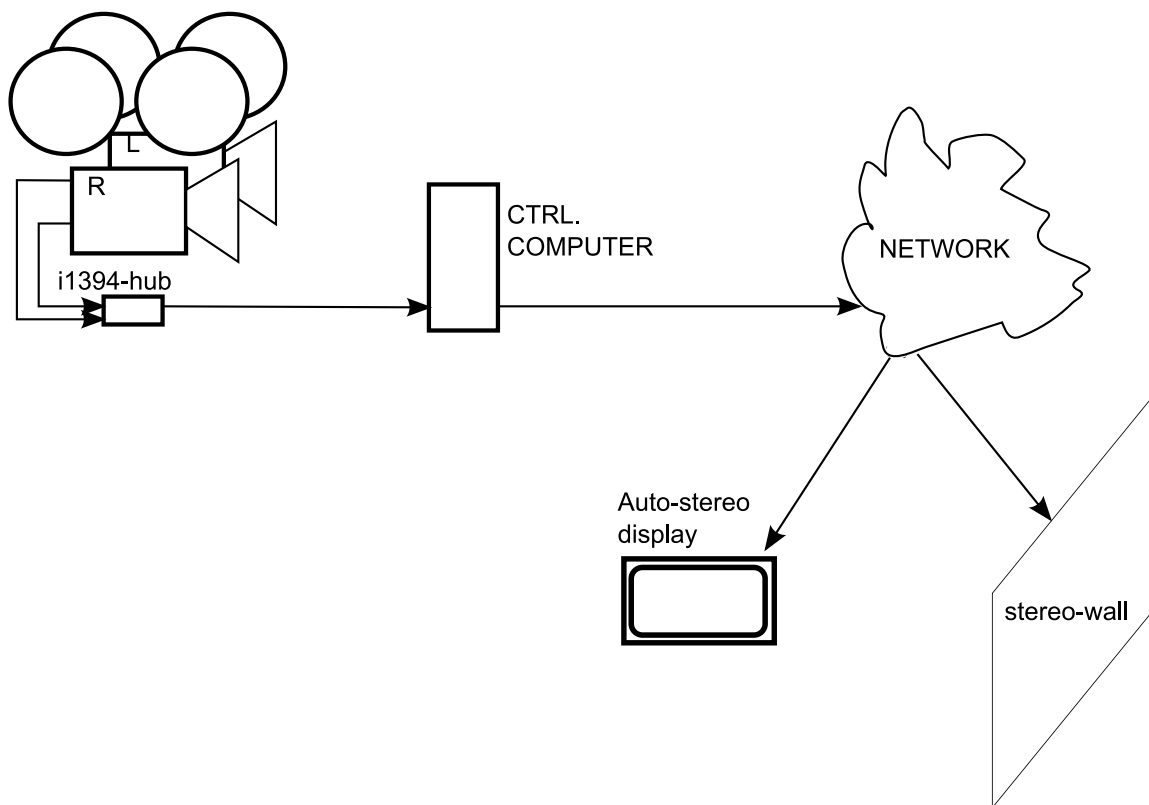 L
R
i1394-hub
CTRL.
COMPUTER
NETWORK
Auto-stereo
display
stereo-wall